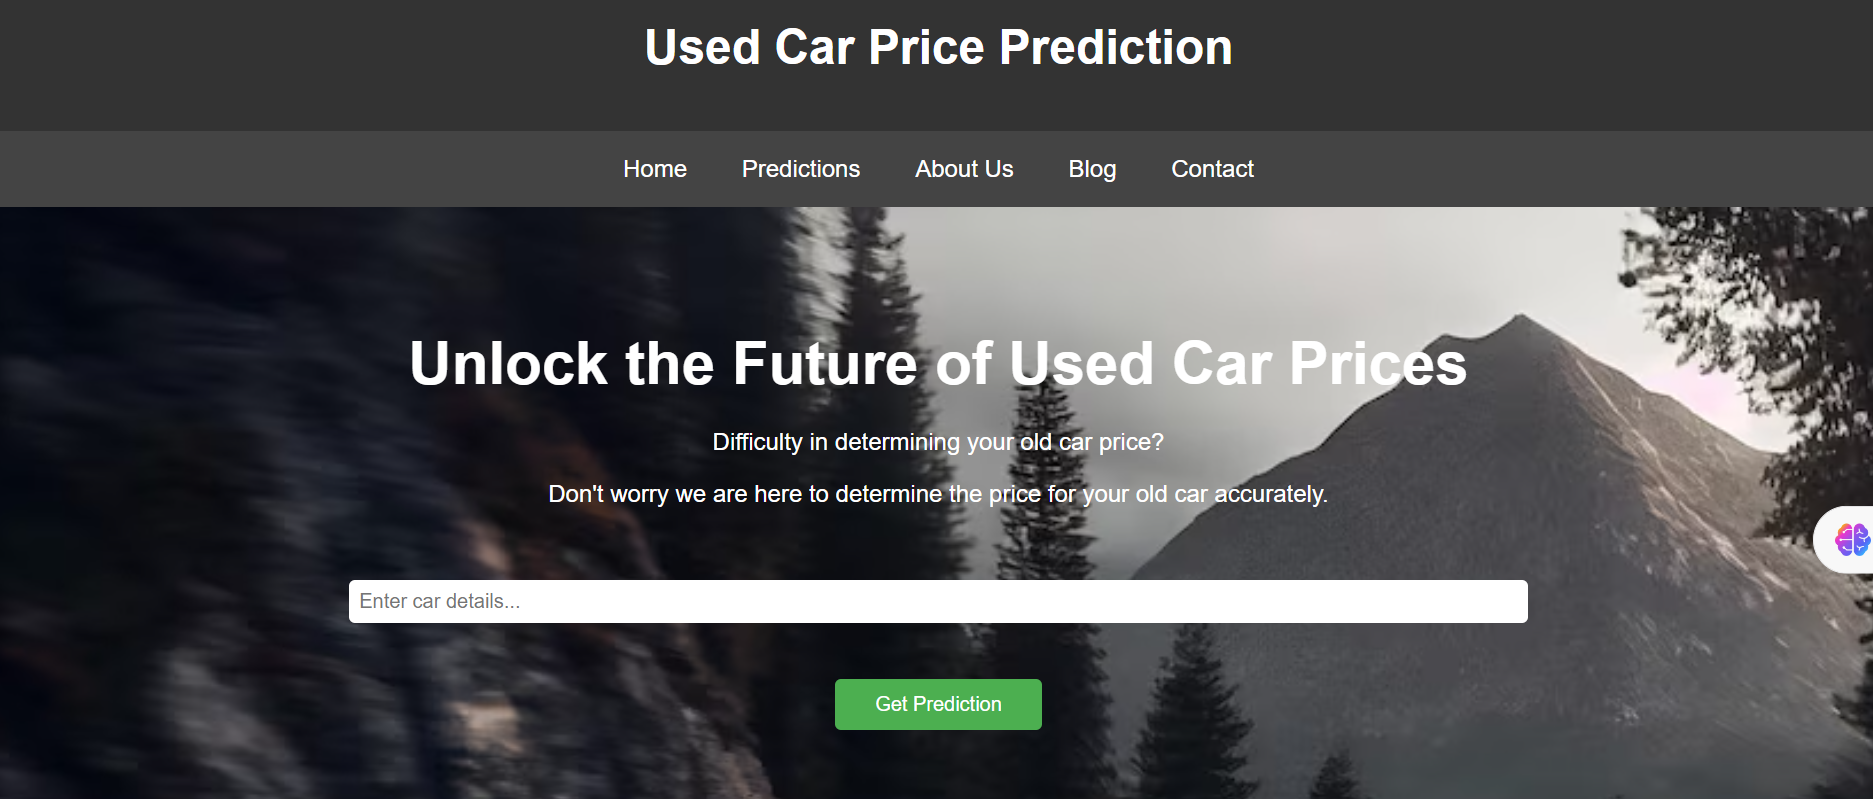 Used Car Price Prediction
Home Predictions About Us Blog Contact
Unlock the Future of Used Car Prices
Difficulty in determining your old car price?
Don't worry we are here to determine the price for your old car accurately.
Enter car details...
Get Prediction